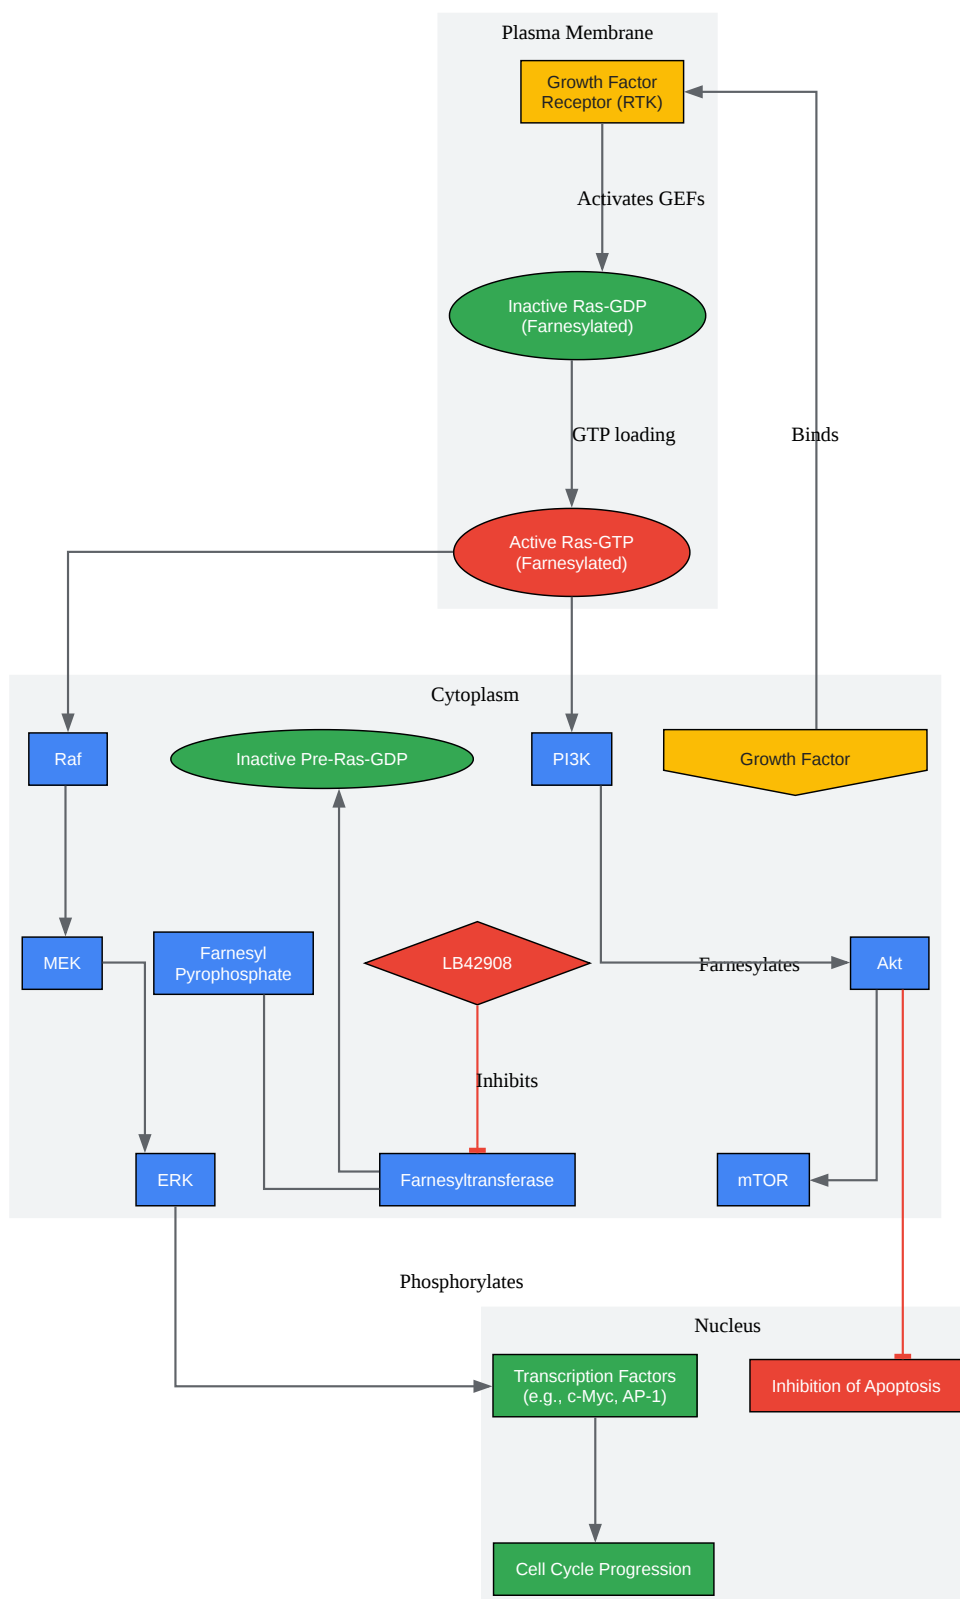 Plasma Membrane
Growth Factor
Receptor (RTK)
Activates GEFs
Inactive Ras-GDP
(Farnesylated)
GTP loading
Binds
Active Ras-GTP
(Farnesylated)
Cytoplasm
Raf
Inactive Pre-Ras-GDP
PI3K
Growth Factor
MEK
Farnesyl
Pyrophosphate
LB42908
Farnesylates
Akt
Inhibits
ERK
Farnesyltransferase
mTOR
Phosphorylates
Nucleus
Transcription Factors
(e.g., c-Myc, AP-1)
Inhibition of Apoptosis
Cell Cycle Progression